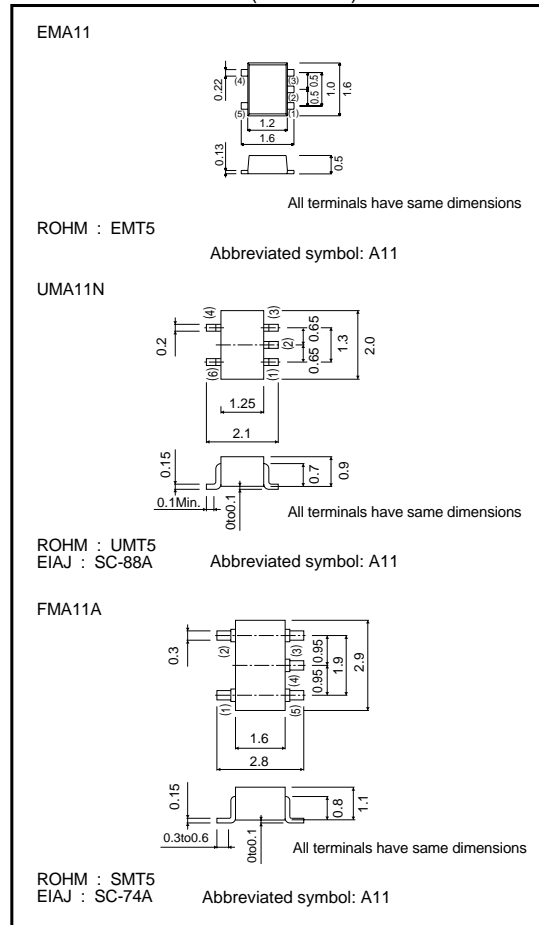 EMA11
0.22
(4)
(3)
(2)
(5)
(1)
0.5
0.5
1.0
1.6
1.2
1.6
0.13
0.5
All terminals have same dimensions
ROHM : EMT5
Abbreviated symbol: A11
UMA11N
0.2
(4)
(3)
(2)
(6)
(1)
0.65
0.65
1.3
2.0
1.25
2.1
0.15
0.1Min.
0to0.1
0.7
0.9
All terminals have same dimensions
ROHM : UMT5
EIAJ : SC-88A
Abbreviated symbol: A11
FMA11A
0.3
(2)
(3)
(4)
(1)
(5)
0.95
0.95
1.9
2.9
1.6
2.8
0.15
0.3to0.6
0to0.1
0.8
1.1
All terminals have same dimensions
ROHM : SMT5
EIAJ : SC-74A
Abbreviated symbol: A11